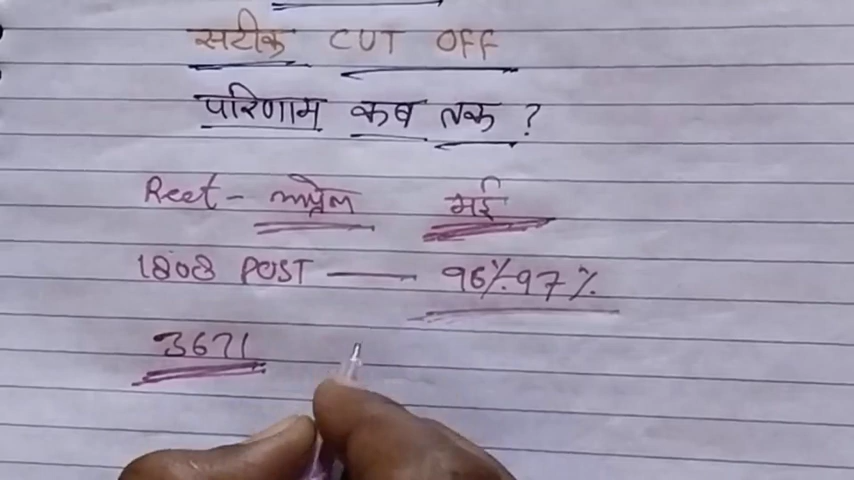 सटीक CUT OFF
परिणाम कब तक ?
Reet - अप्रैल मई
1808 POST — 96% 97%
3671